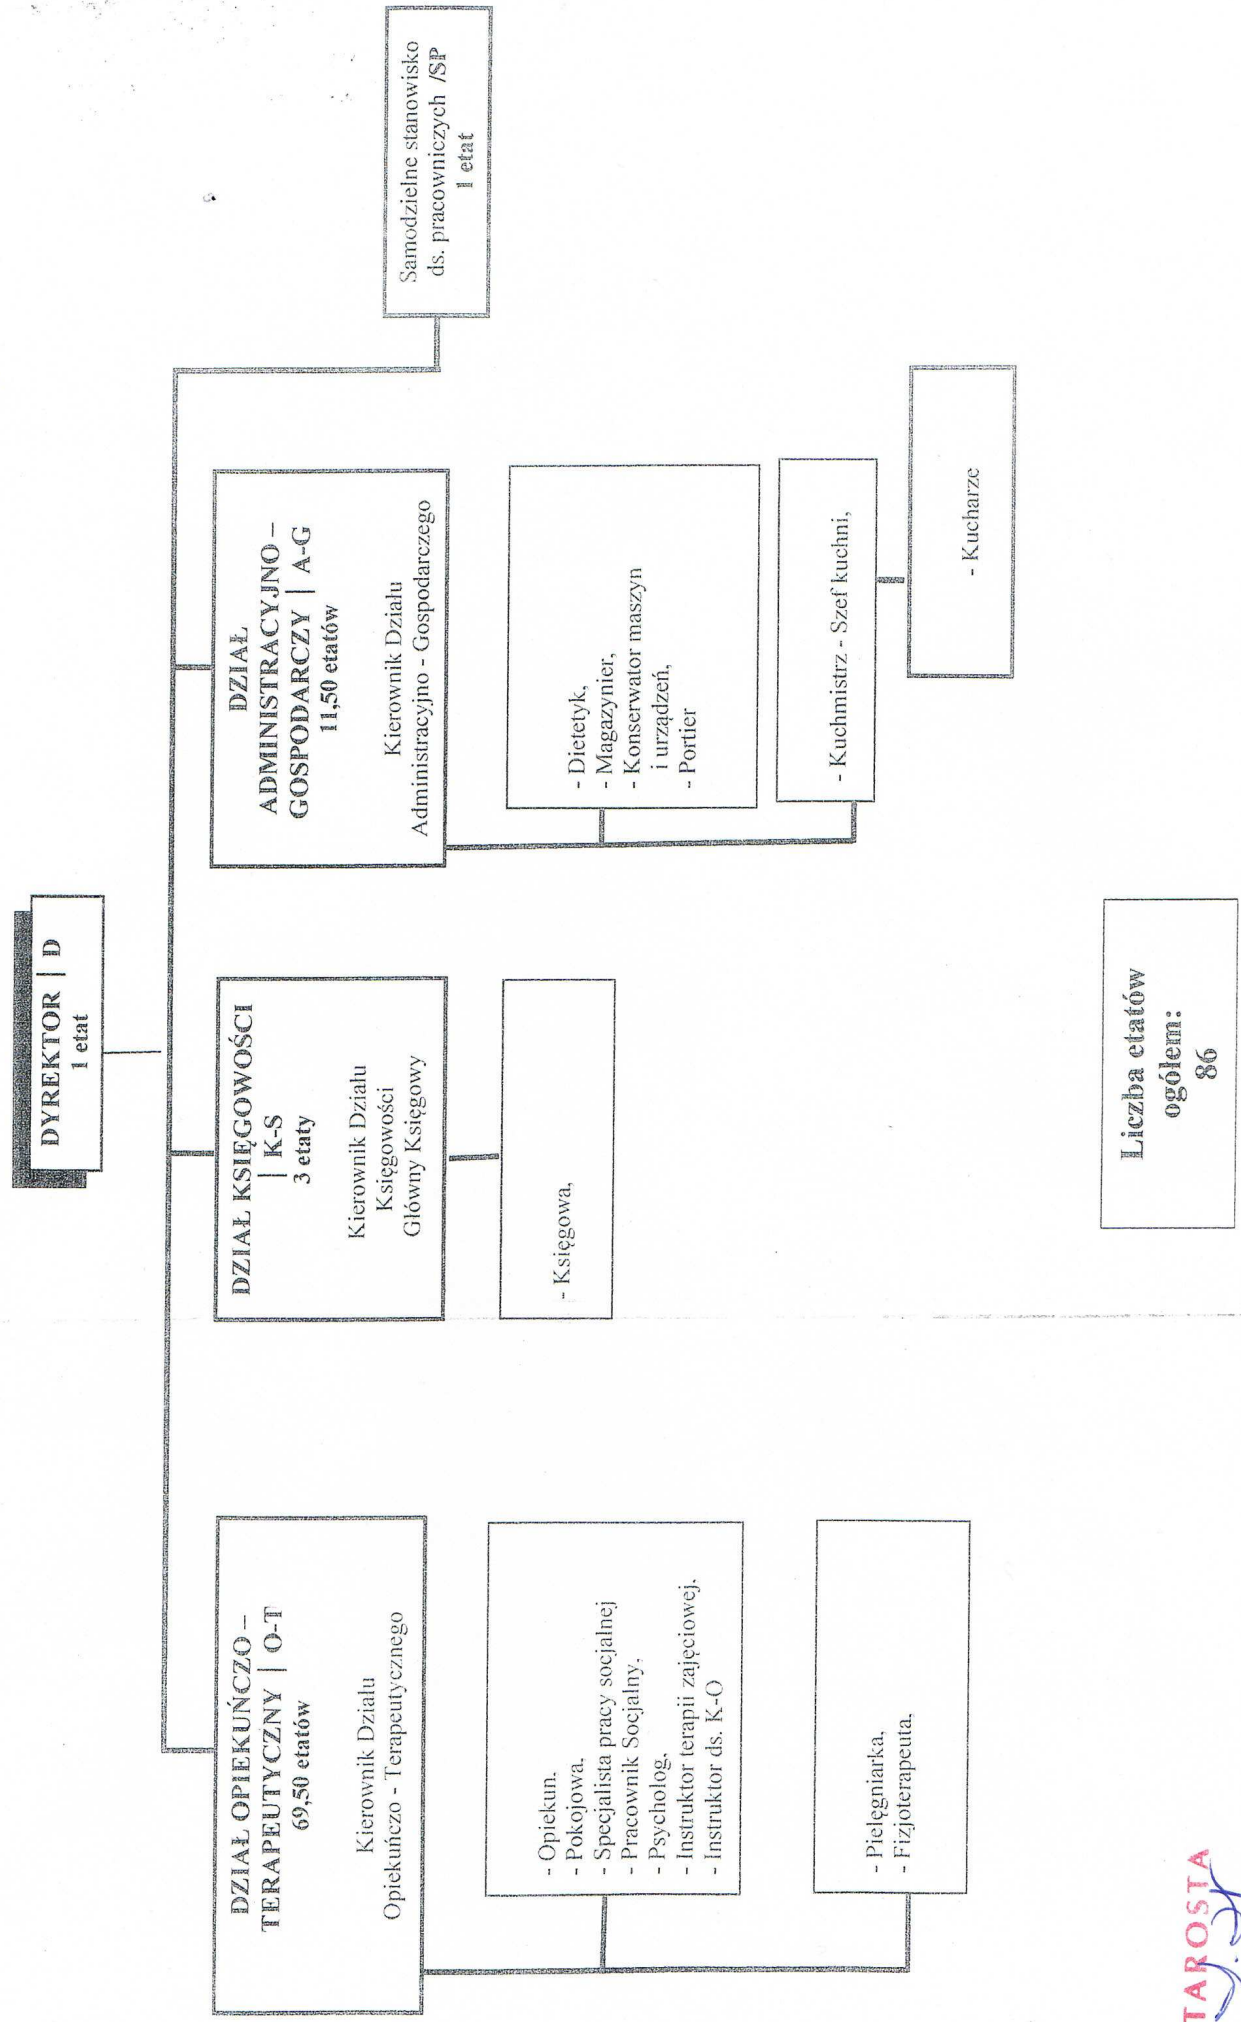 DYREKTOR | D
1 etat
DZIAŁ OPIEKUŃCZO –
TERAPEUTYCZNY | O-T
69,50 etatów
Kierownik Działu
Opiekuńczo - Terapeutycznego
- Opiekun.
- Pokojowa.
- Specjalista pracy socjalnej
- Pracownik Socjalny,
- Psycholog,
- Instruktor terapii zajęciowej.
- Instruktor ds. K-O
- Pielęgniarka,
- Fizjoterapeuta,
DZIAŁ KSIĘGOWOŚCI
| K-S
3 etaty
Kierownik Działu
Księgowości
Główny Księgowy
- Księgowa,
DZIAŁ
ADMINISTRACYJNO –
GOSPODARCZY | A-G
11,50 etatów
Kierownik Działu
Administracyjno - Gospodarczego
- Dietetyk,
- Magazynier,
- Konserwator maszyn
i urządzeń,
- Portier
- Kuchmistrz - Szef kuchni,
- Kucharze
Samodzielne stanowisko
ds. pracowniczych /SP
1 etat
Liczba etatów
ogółem:
86
TAROSTA